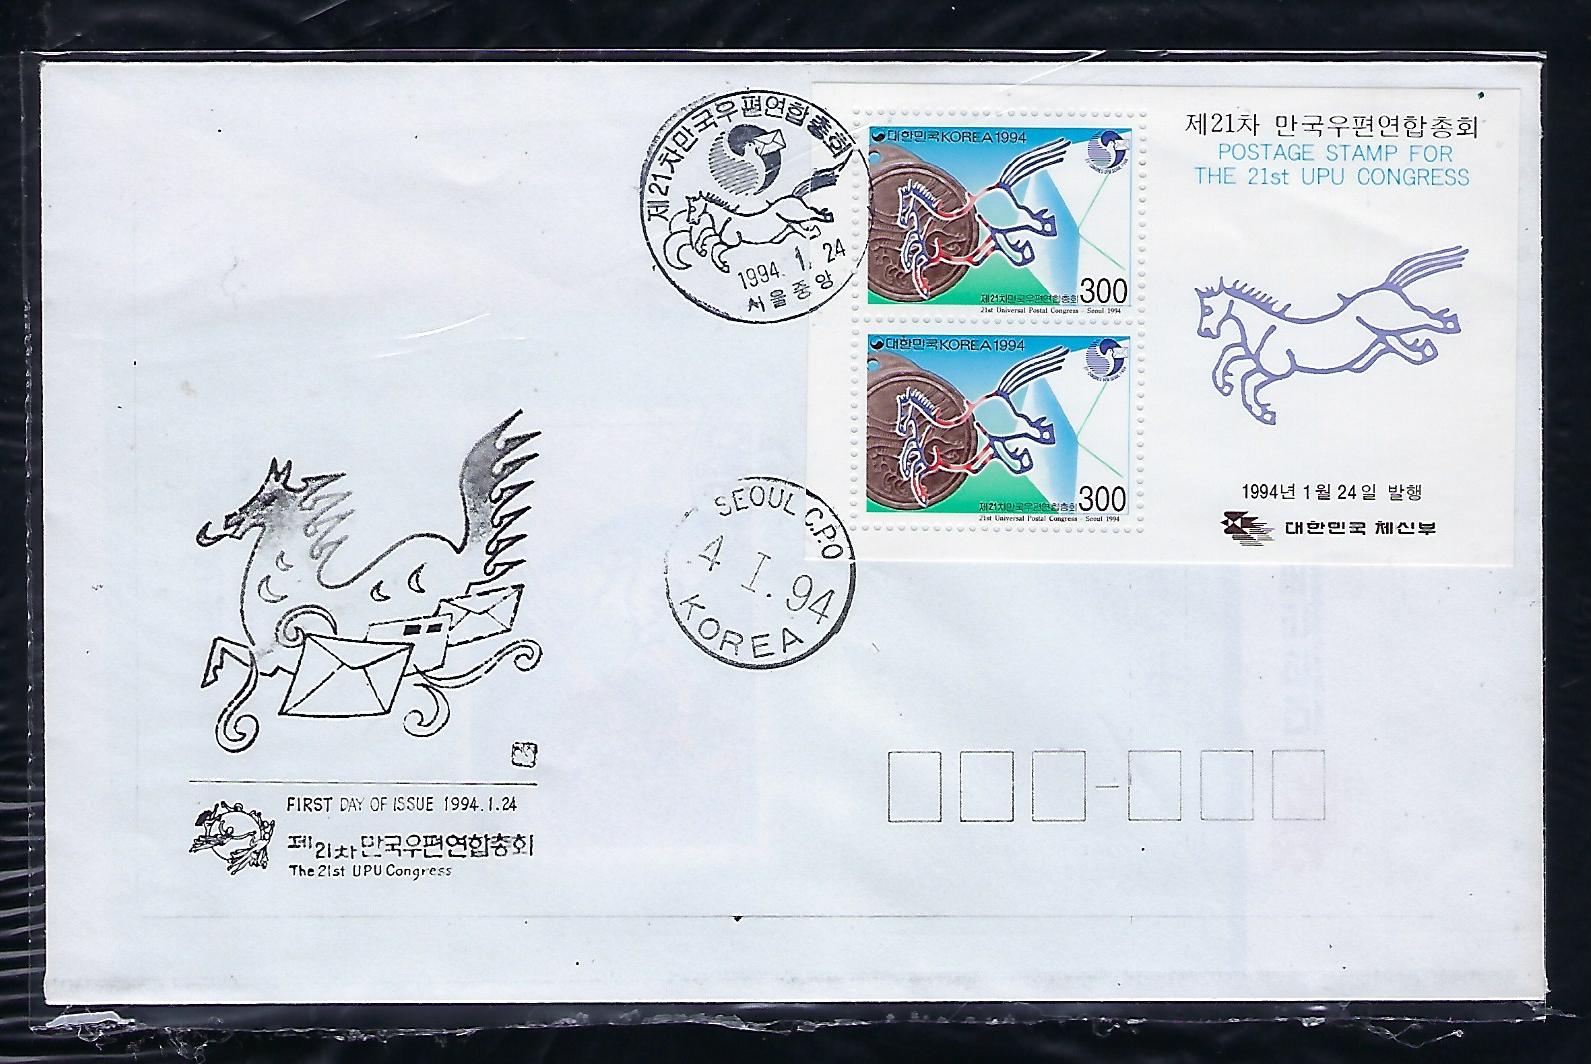 제21차만국우편연합총회
1994. 1. 24
서울중앙
대한민국 KOREA 1994
제21차만국우편연합총회 300
21st Universal Postal Congress - Seoul 1994
대한민국 KOREA 1994
제21차만국우편연합총회 300
21st Universal Postal Congress - Seoul 1994
제21차 만국우편연합총회
POSTAGE STAMP FOR
THE 21st UPU CONGRESS
1994년 1월 24일 발행
대한민국 체신부
SEOUL C.P.O
4 I. 94
KOREA
FIRST DAY OF ISSUE 1994.1.24
제21차 만국우편연합총회
The 21st UPU Congress